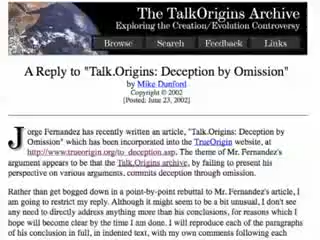 The TalkOrigins Archive
Exploring the Creation/Evolution Controversy
Browse Search Feedback Links
A Reply to "Talk.Origins: Deception by Omission"
by Mike Dunford
Copyright © 2002
[Posted: June 23, 2002]
Jorge Fernandez has recently written an article, "Talk.Origins: Deception by
Omission" which has been incorporated into the TrueOrigin website, at
http://www.trueorigin.org/to_deception.asp. The theme of Mr. Fernandez's
argument appears to be that the Talk.Origins archive, by failing to present his
perspective on various arguments, commits deception through omission.
Rather than get bogged down in a point-by-point rebuttal to Mr. Fernandez's article, I
am going to restrict my reply. Although it might seem to be a bit unusual, I don't see
any need to directly address anything more than his conclusions, for reasons which I
hope will become clear by the time I am done. I will reproduce each of the paragraphs
of his conclusion in full, in indented text, with my own comments following each